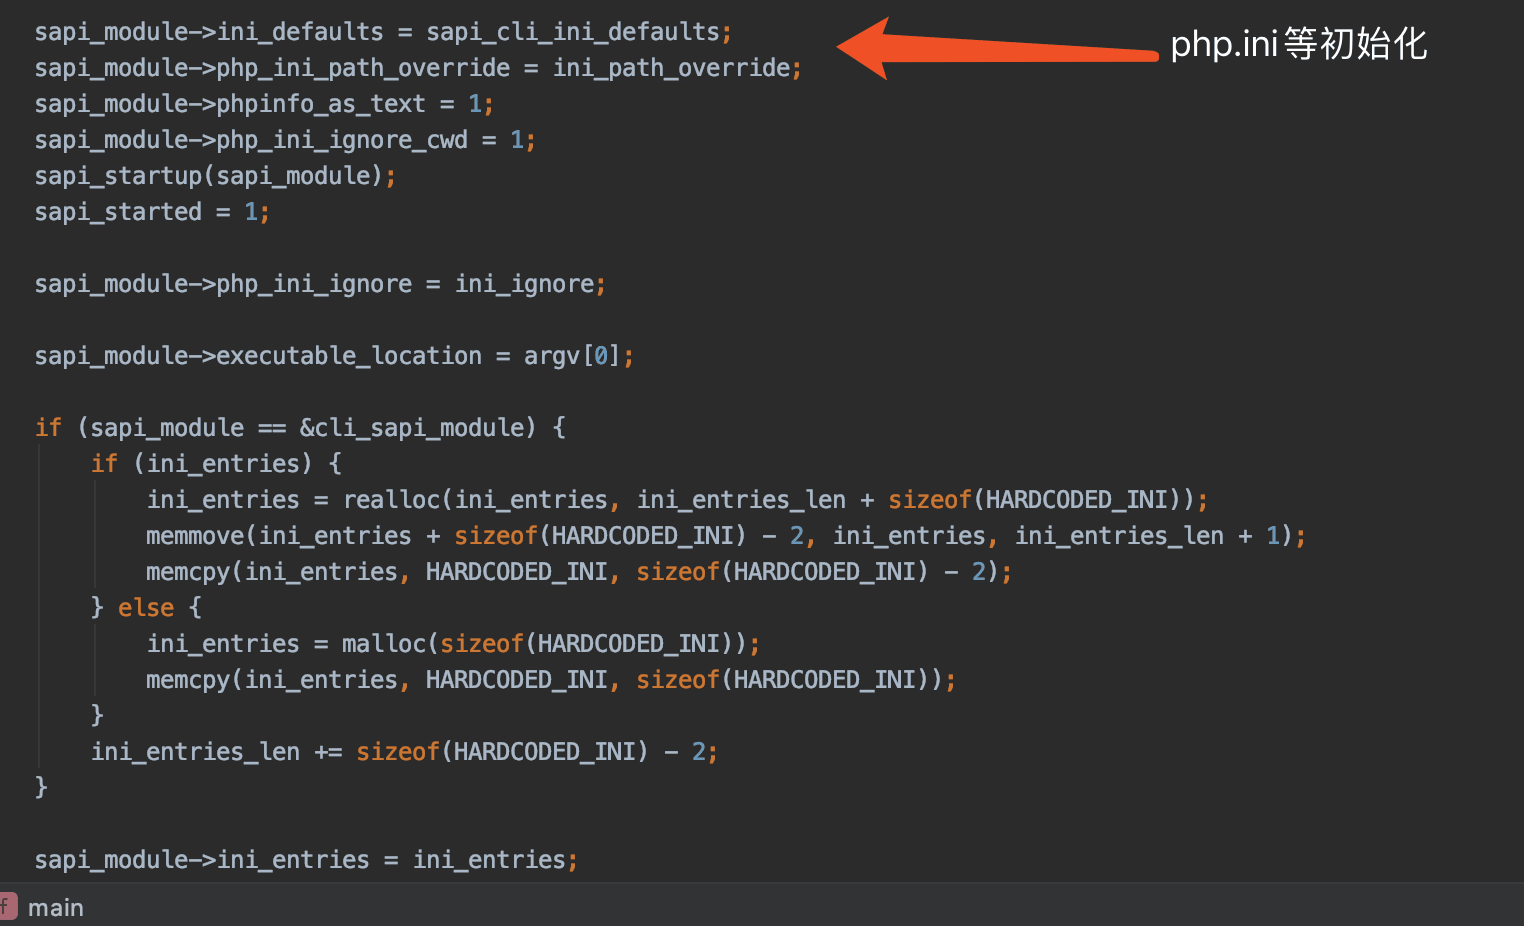 sapi_module->ini_defaults = sapi_cli_ini_defaults;
php.ini等初始化
sapi_module->php_ini_path_override = ini_path_override;
sapi_module->phpinfo_as_text = 1;
sapi_module->php_ini_ignore_cwd = 1;
sapi_startup(sapi_module);
sapi_started = 1;
sapi_module->php_ini_ignore = ini_ignore;
sapi_module->executable_location = argv[0];
if (sapi_module == &cli_sapi_module) {
if (ini_entries) {
ini_entries = realloc(ini_entries, ini_entries_len + sizeof(HARDCODED_INI));
memmove(ini_entries + sizeof(HARDCODED_INI) - 2, ini_entries, ini_entries_len + 1);
memcpy(ini_entries, HARDCODED_INI, sizeof(HARDCODED_INI) - 2);
} else {
ini_entries = malloc(sizeof(HARDCODED_INI));
memcpy(ini_entries, HARDCODED_INI, sizeof(HARDCODED_INI));
}
ini_entries_len += sizeof(HARDCODED_INI) - 2;
}
sapi_module->ini_entries = ini_entries;
f main